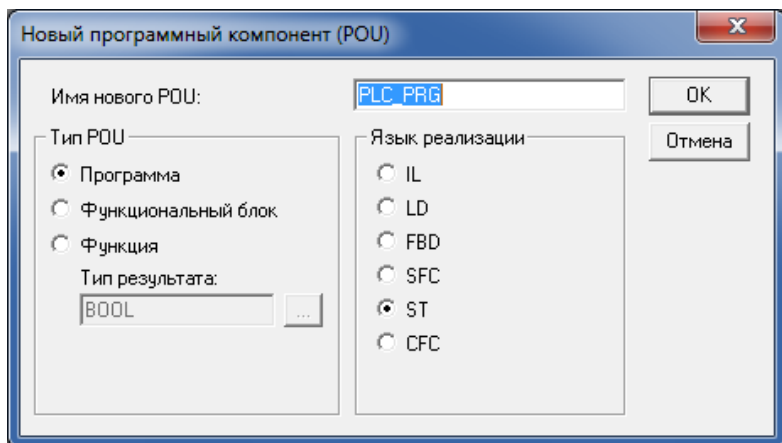 Новый программный компонент (POU)
Имя нового POU:
PLC_PRG
OK
Отмена
Тип POU
Программа
Функциональный блок
Функция
Тип результата:
BOOL
...
Язык реализации
IL
LD
FBD
SFC
ST
CFC